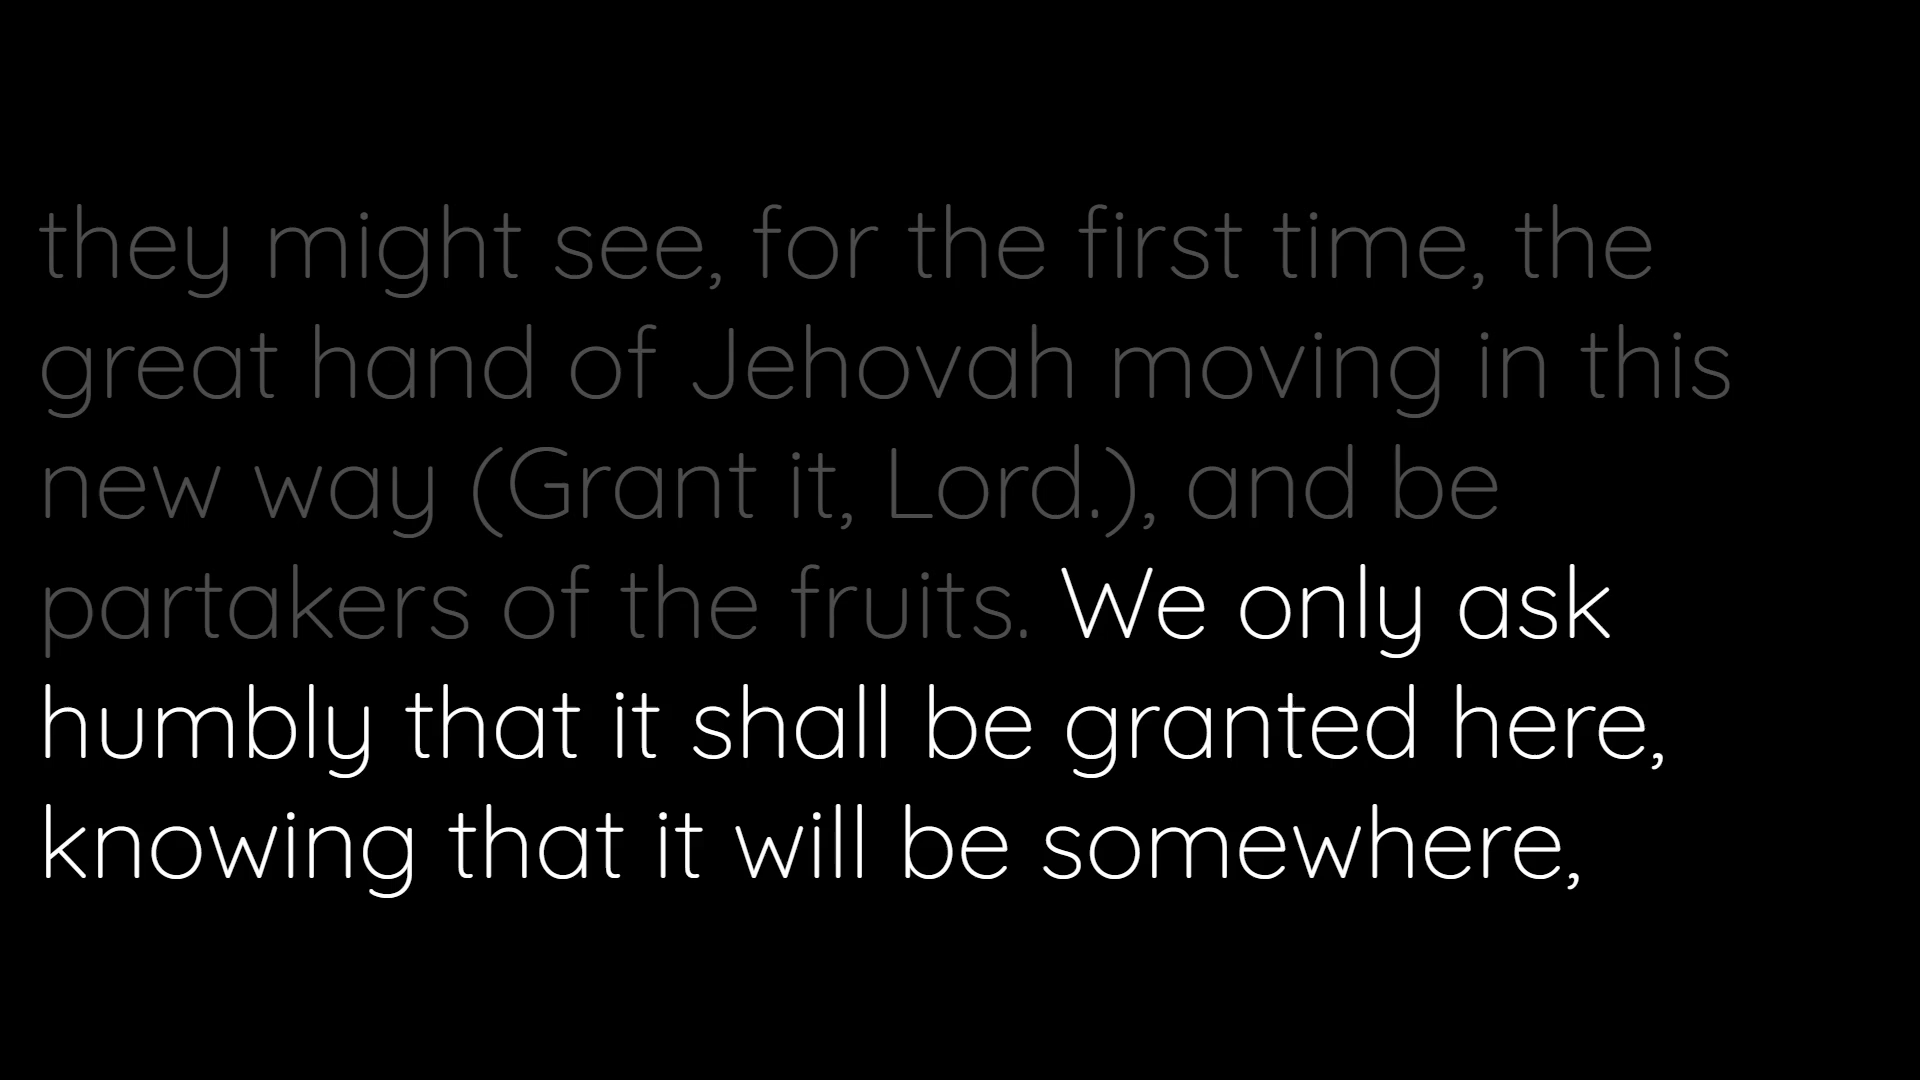 they might see, for the first time, the
great hand of Jehovah moving in this
new way (Grant it, Lord.), and be
partakers of the fruits. We only ask
humbly that it shall be granted here,
knowing that it will be somewhere,